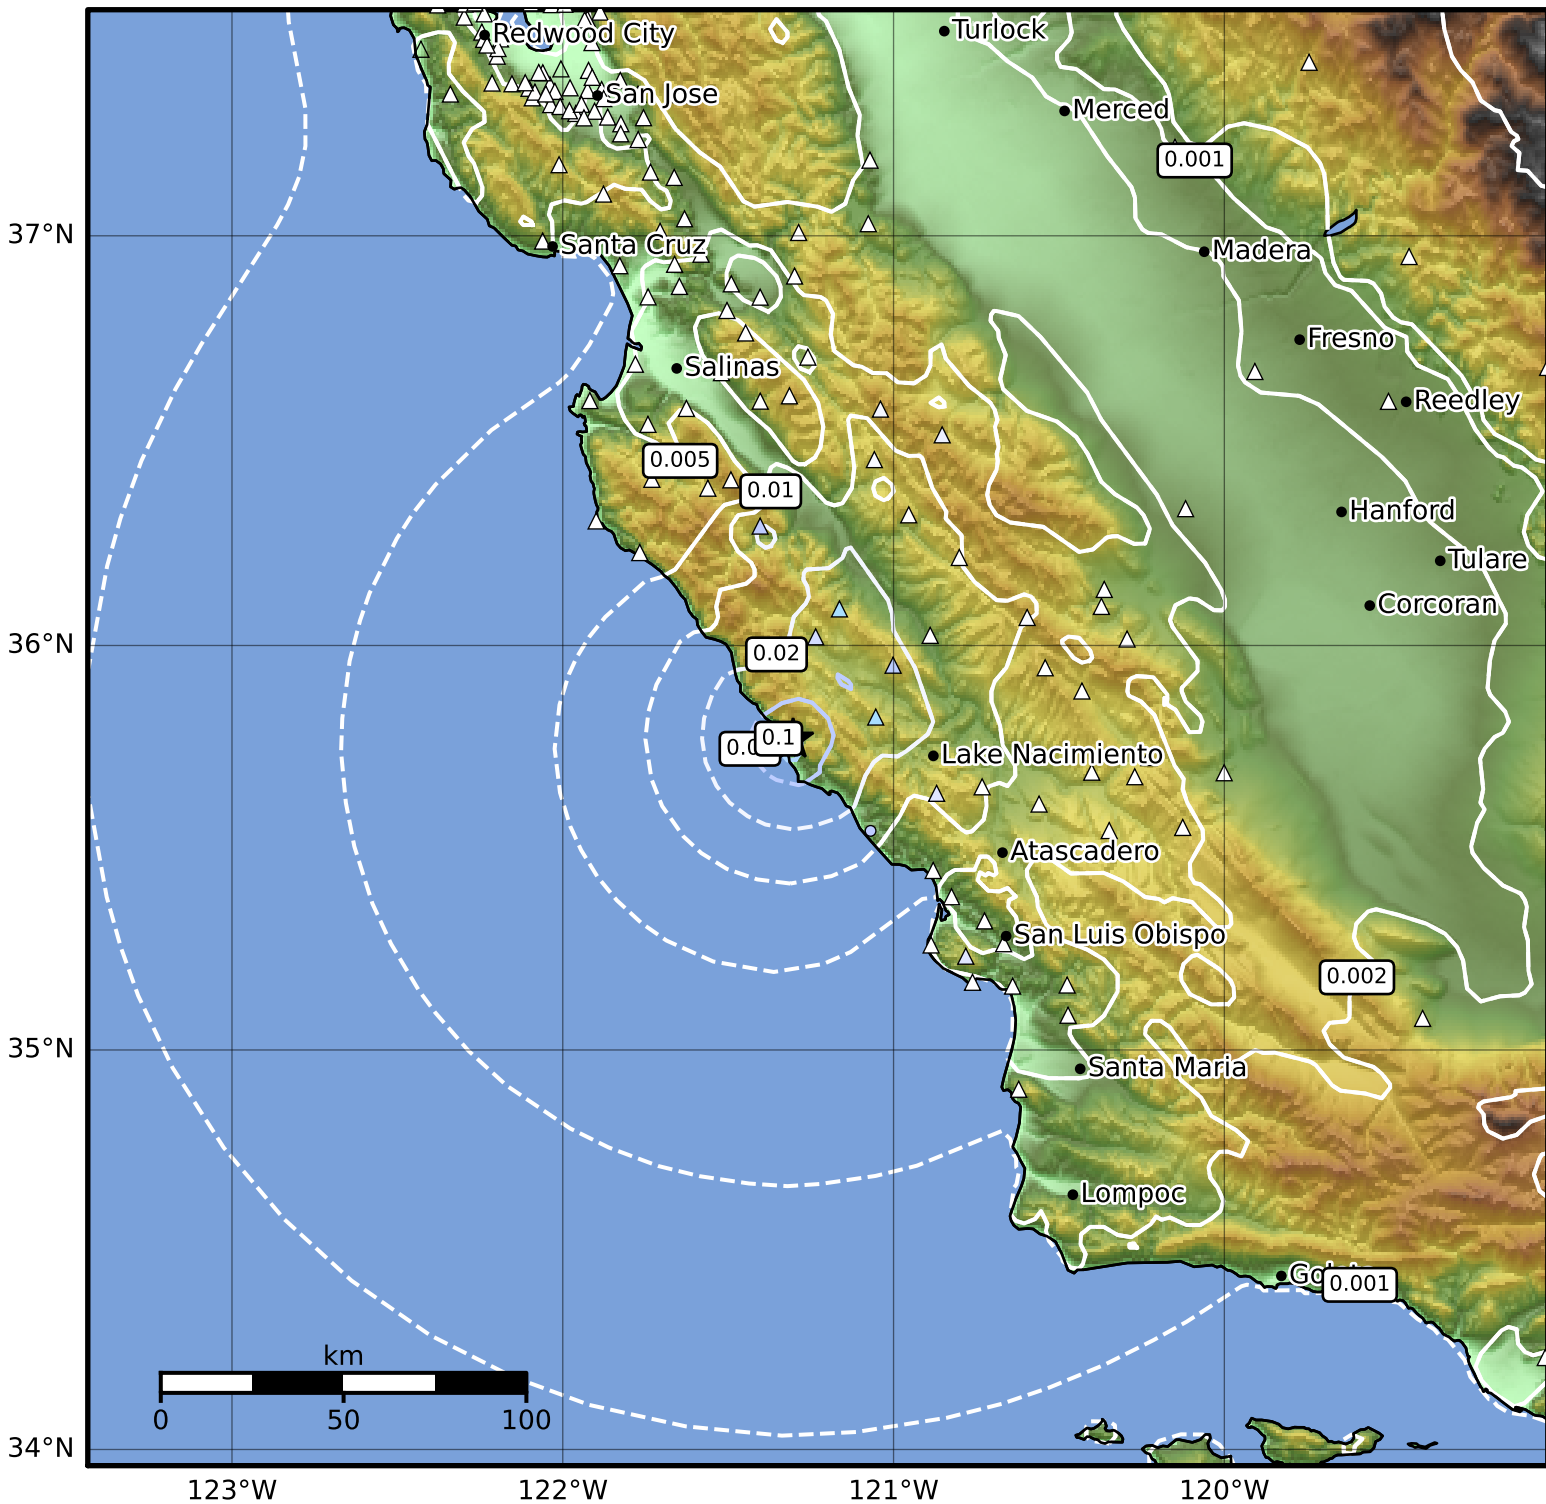 Redwood City
Turlock
San Jose
Merced
0.001
37°N
Santa Cruz
Madera
Fresno
Salinas
Reedley
0.005
0.01
Hanford
Tulare
Corcoran
36°N
0.02
0.1
Lake Nacimiento
Atascadero
San Luis Obispo
0.002
35°N
Santa Maria
Lompoc
0.001
km
0 50 100
34°N
123°W 122°W 121°W 120°W